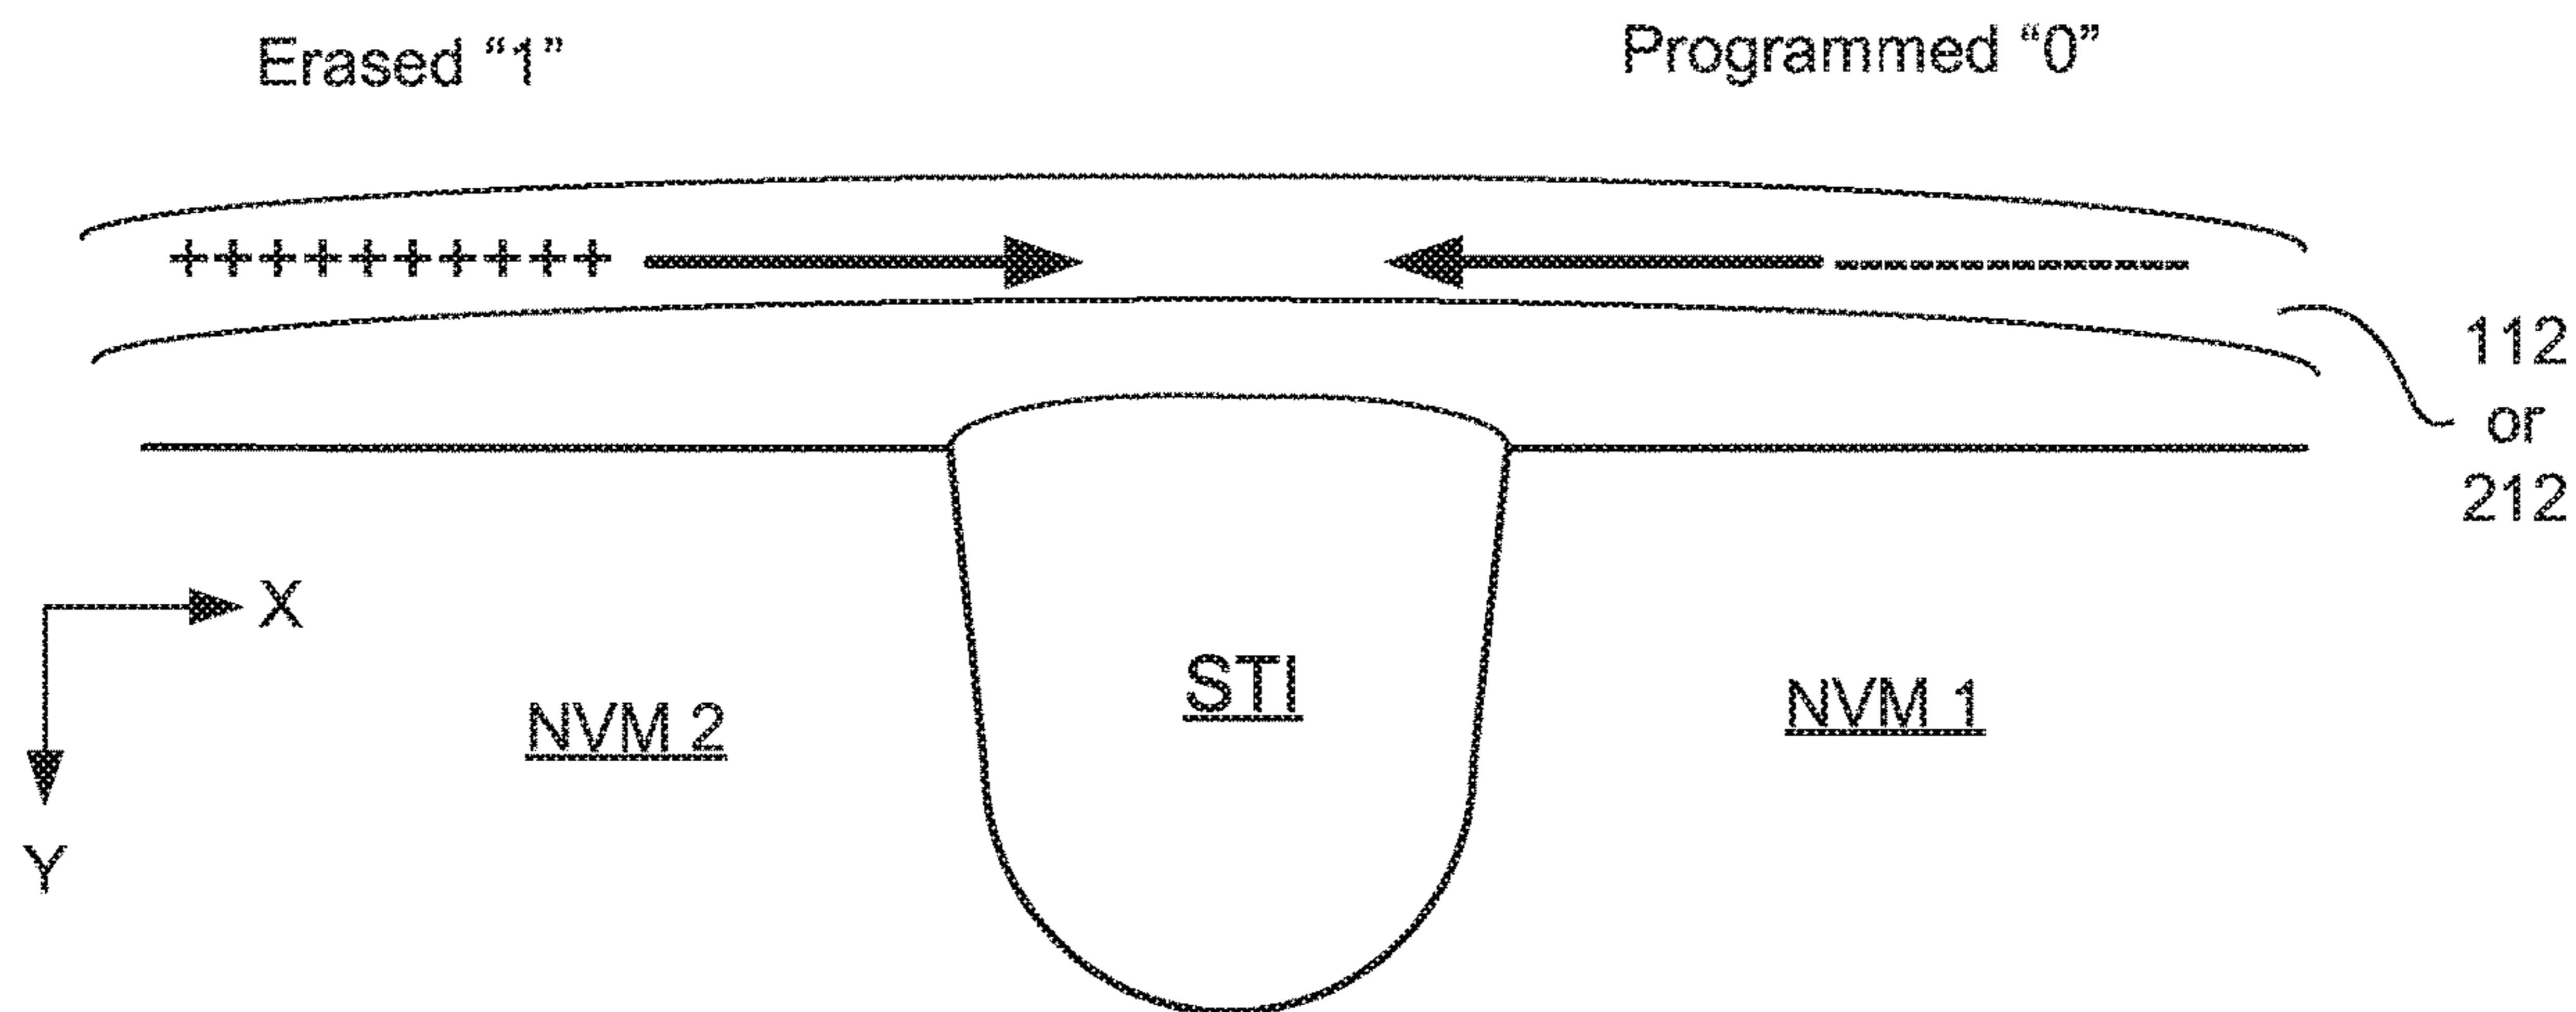 Erased “1”
Programmed “0”
112
or
212
X
Y
NVM 2
STI
NVM 1